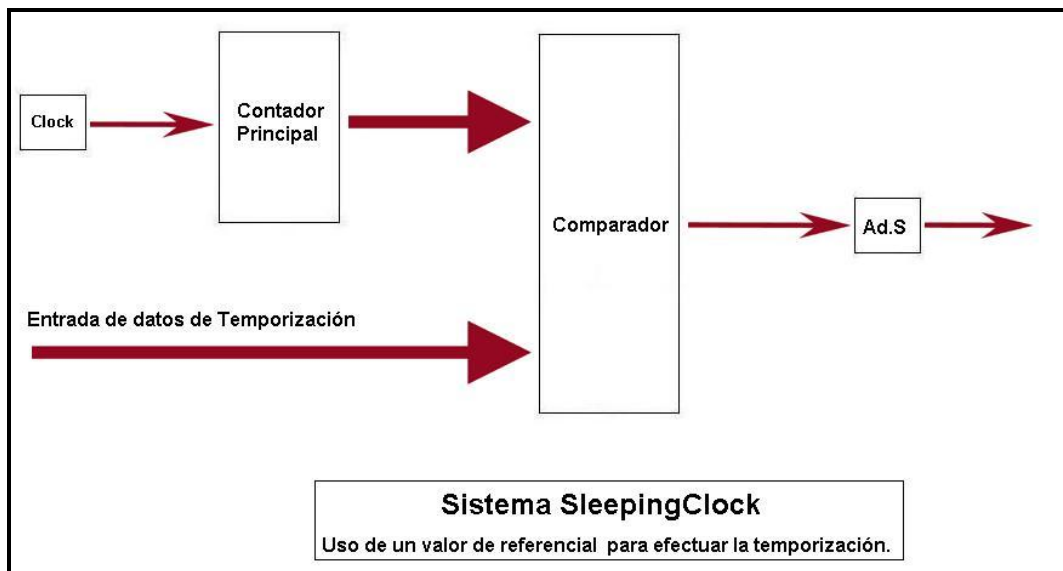 Clock
Contador
Principal
Comparador
Ad.S
Entrada de datos de Temporización
Sistema SleepingClock
Uso de un valor de referencial para efectuar la temporización.